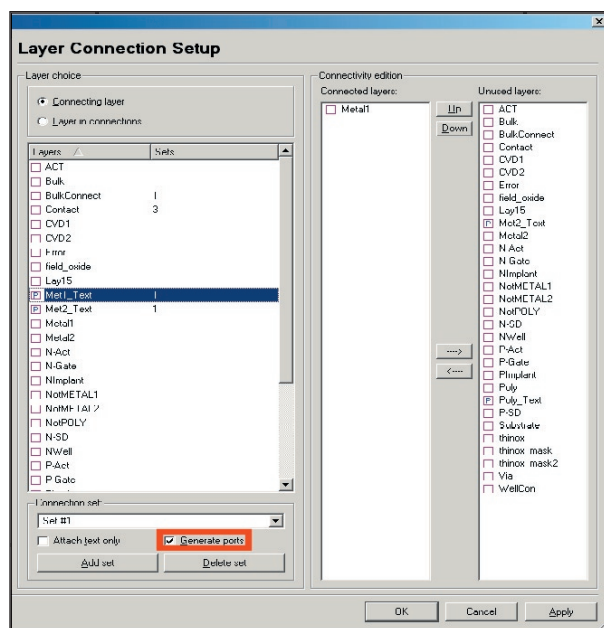 Layer Connection Setup
Layer choice
Connecting layer
Layer in connections
Layers Sets
ACT
Bulk
BulkConnect 1
Contact 3
CVD1
CVD2
Error
field_oxide
Lay15
P Met1_Text 1
P Met2_Text 1
Metal1
Metal2
N-Act
N-Gate
NImplant
NotMETAL1
NotMETAL2
NotPOLY
N-SD
NWell
P-Act
P Gate
Connection set:
Set #1
Attach text only
Generate ports
Add set
Delete set
Connectivity edition
Connected layers:
Metal1
Up
Down
---->
<----
Unused layers:
ACT
Bulk
BulkConnect
Contact
CVD1
CVD2
Error
field_oxide
Lay15
P Met2_Text
Metal2
N Act
N Gate
NImplant
NotMETAL1
NotMETAL2
NotPOLY
N-SD
NWell
P-Act
P-Gate
PImplant
Poly
P Poly_Text
P-SD
Substrate
thinox
thinox mask
thinox mask2
Via
WellCon
OK
Cancel
Apply